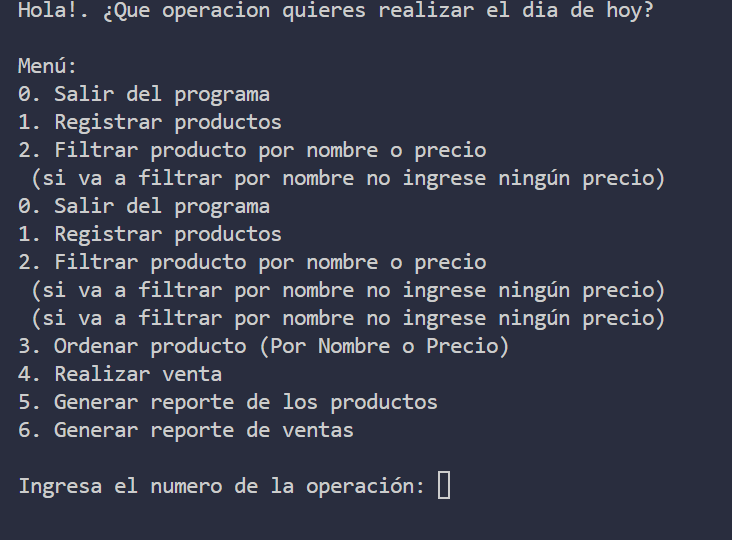 Hola!. ¿Que operacion quieres realizar el dia de hoy?
Menú:
0. Salir del programa
1. Registrar productos
2. Filtrar producto por nombre o precio
(si va a filtrar por nombre no ingrese ningún precio)
0. Salir del programa
1. Registrar productos
2. Filtrar producto por nombre o precio
(si va a filtrar por nombre no ingrese ningún precio)
(si va a filtrar por nombre no ingrese ningún precio)
3. Ordenar producto (Por Nombre o Precio)
4. Realizar venta
5. Generar reporte de los productos
6. Generar reporte de ventas
Ingresa el numero de la operación: